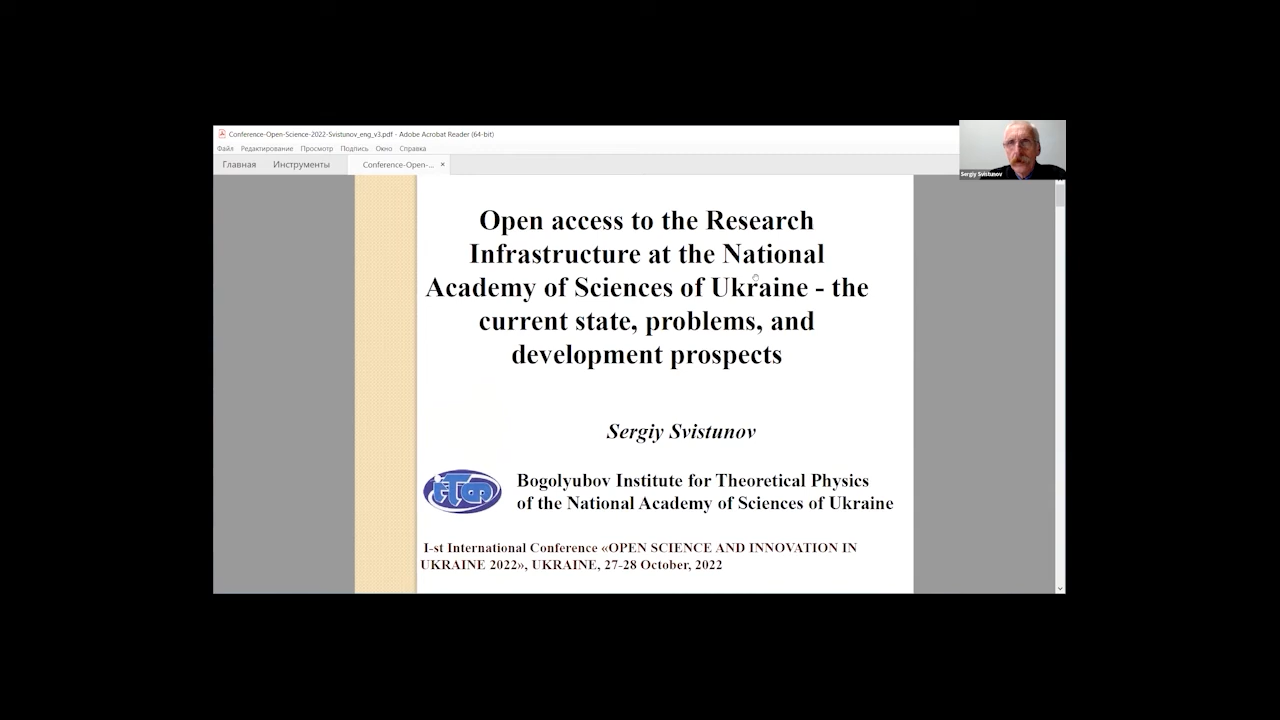 Conference-Open-Science-2022-Svistunov_eng_v3.pdf - Adobe Acrobat Reader (64-bit)
Файл Редактирование Просмотр Подпись Окно Справка
Главная Инструменты Conference-Open-... ×
Sergiy Svistunov
Open access to the Research
Infrastructure at the National
Academy of Sciences of Ukraine - the
current state, problems, and
development prospects
Sergiy Svistunov
ітф
Bogolyubov Institute for Theoretical Physics
of the National Academy of Sciences of Ukraine
I-st International Conference «OPEN SCIENCE AND INNOVATION IN
UKRAINE 2022», UKRAINE, 27-28 October, 2022